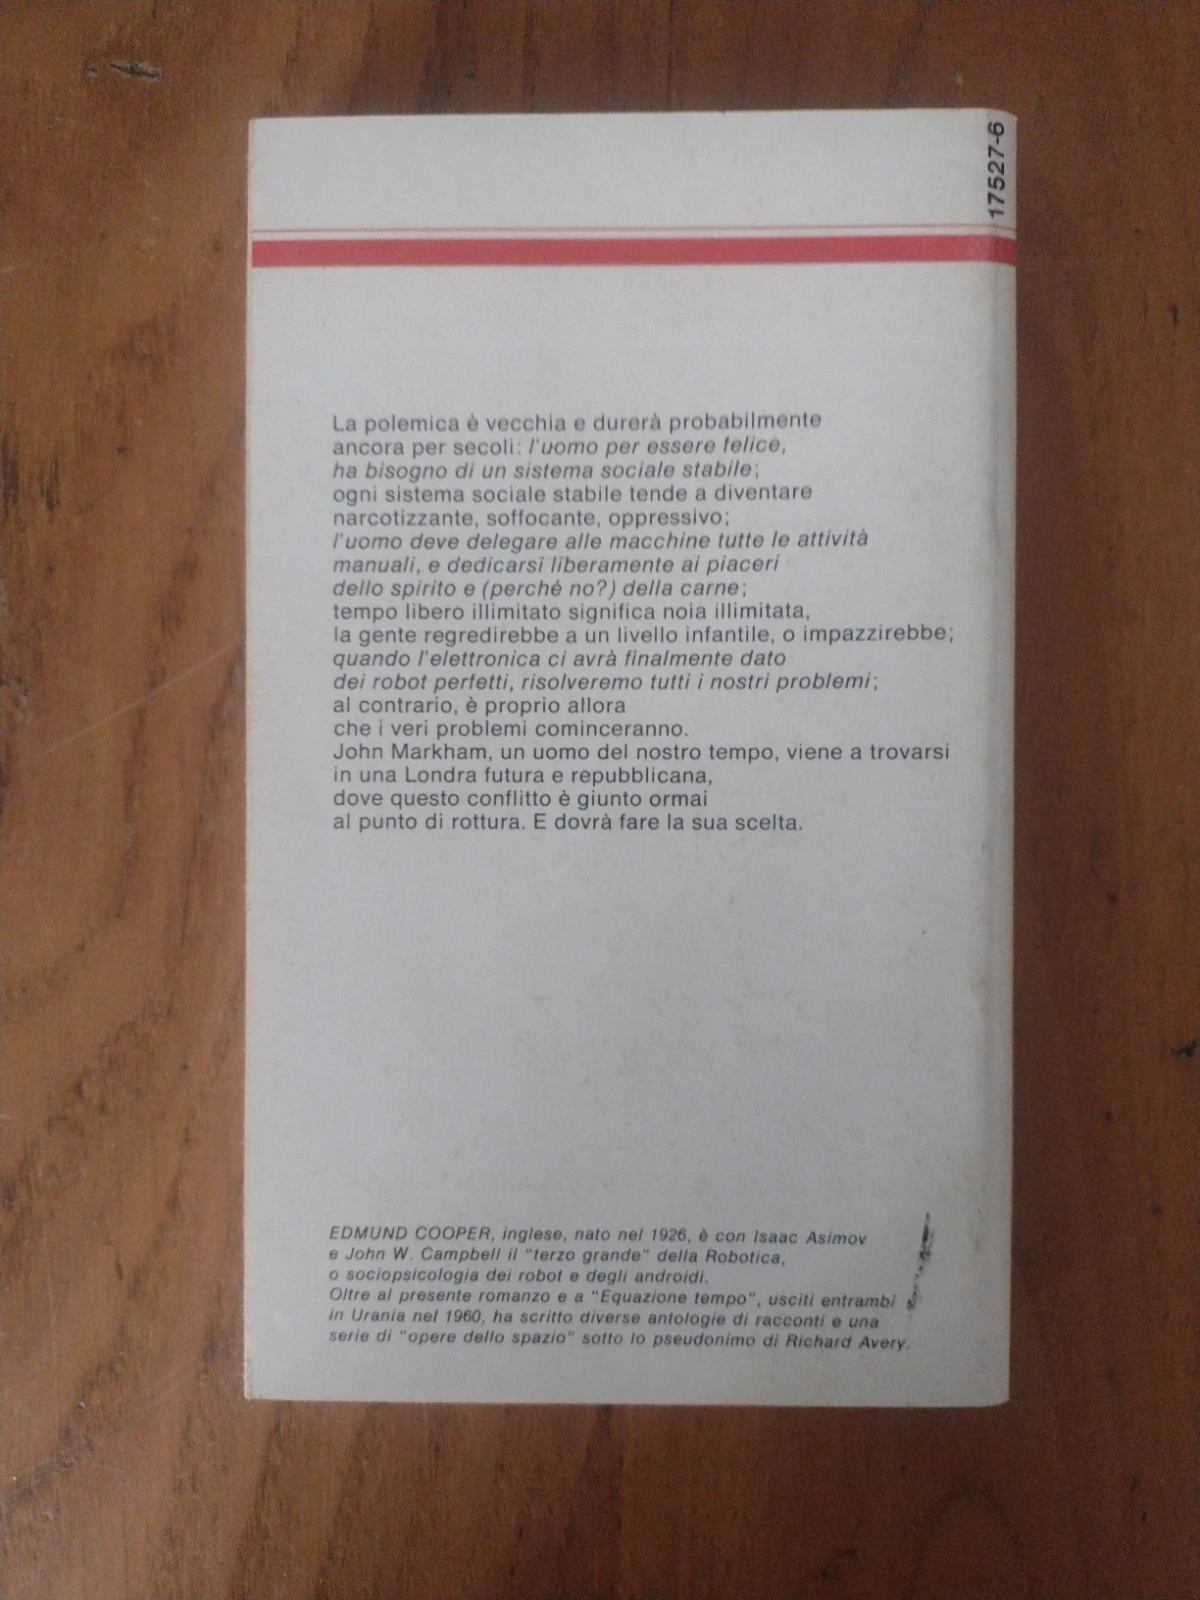 17527-6
La polemica è vecchia e durerà probabilmente
ancora per secoli: l'uomo per essere felice,
ha bisogno di un sistema sociale stabile;
ogni sistema sociale stabile tende a diventare
narcotizzante, soffocante, oppressivo;
l'uomo deve delegare alle macchine tutte le attività
manuali, e dedicarsi liberamente ai piaceri
dello spirito e (perché no?) della carne;
tempo libero illimitato significa noia illimitata,
la gente regredirebbe a un livello infantile, o impazzirebbe;
quando l'elettronica ci avrà finalmente dato
dei robot perfetti, risolveremo tutti i nostri problemi;
al contrario, è proprio allora
che i veri problemi cominceranno.
John Markham, un uomo del nostro tempo, viene a trovarsi
in una Londra futura e repubblicana,
dove questo conflitto è giunto ormai
al punto di rottura. E dovrà fare la sua scelta.
EDMUND COOPER, inglese, nato nel 1926, è con Isaac Asimov
e John W. Campbell il "terzo grande" della Robotica,
o sociopsicologia dei robot e degli androidi.
Oltre al presente romanzo e a "Equazione tempo", usciti entrambi
in Urania nel 1960, ha scritto diverse antologie di racconti e una
serie di "opere dello spazio" sotto lo pseudonimo di Richard Avery.